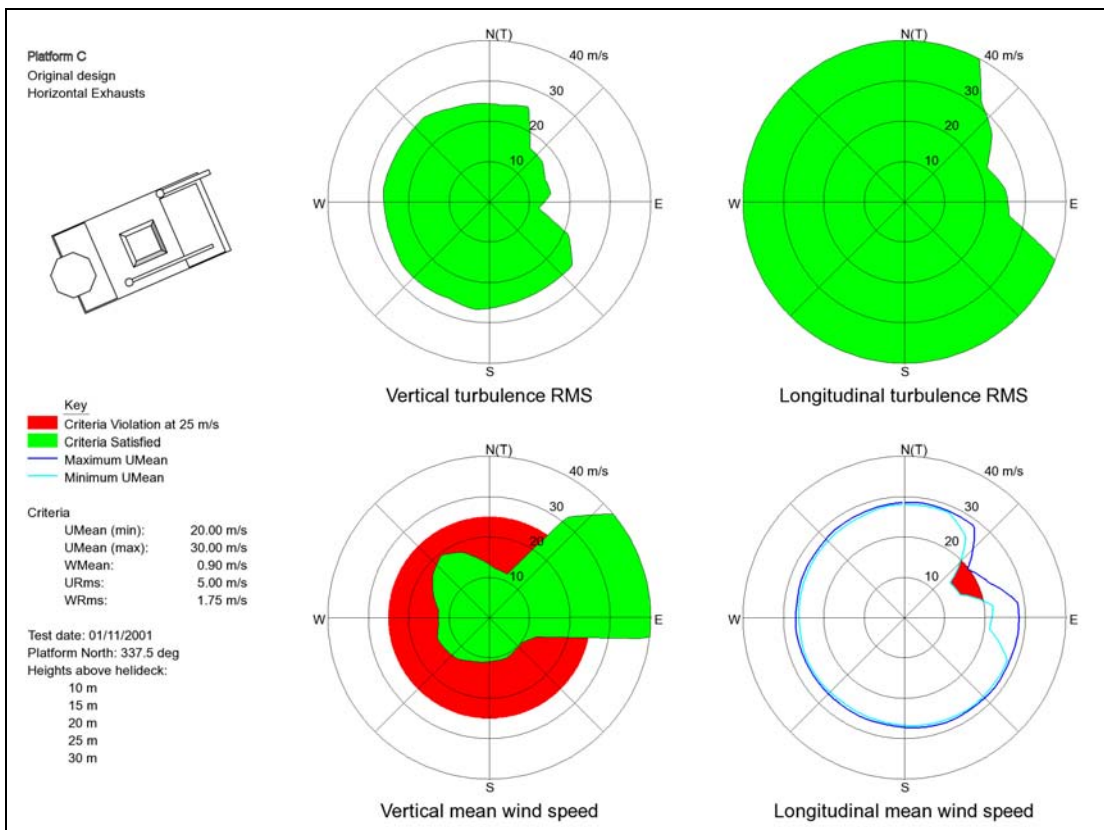 Platform C
Original design
Horizontal Exhausts
N(T)
40 m/s
30
20
10
W
E
S
Vertical turbulence RMS
N(T)
40 m/s
30
20
10
W
E
S
Longitudinal turbulence RMS
Key
Criteria Violation at 25 m/s
Criteria Satisfied
Maximum UMean
Minimum UMean
Criteria
UMean (min): 20.00 m/s
UMean (max): 30.00 m/s
WMean: 0.90 m/s
URms: 5.00 m/s
WRms: 1.75 m/s
Test date: 01/11/2001
Platform North: 337.5 deg
Heights above helideck:
10 m
15 m
20 m
25 m
30 m
N(T)
40 m/s
30
20
10
W
E
S
Vertical mean wind speed
N(T)
40 m/s
30
20
10
W
E
S
Longitudinal mean wind speed